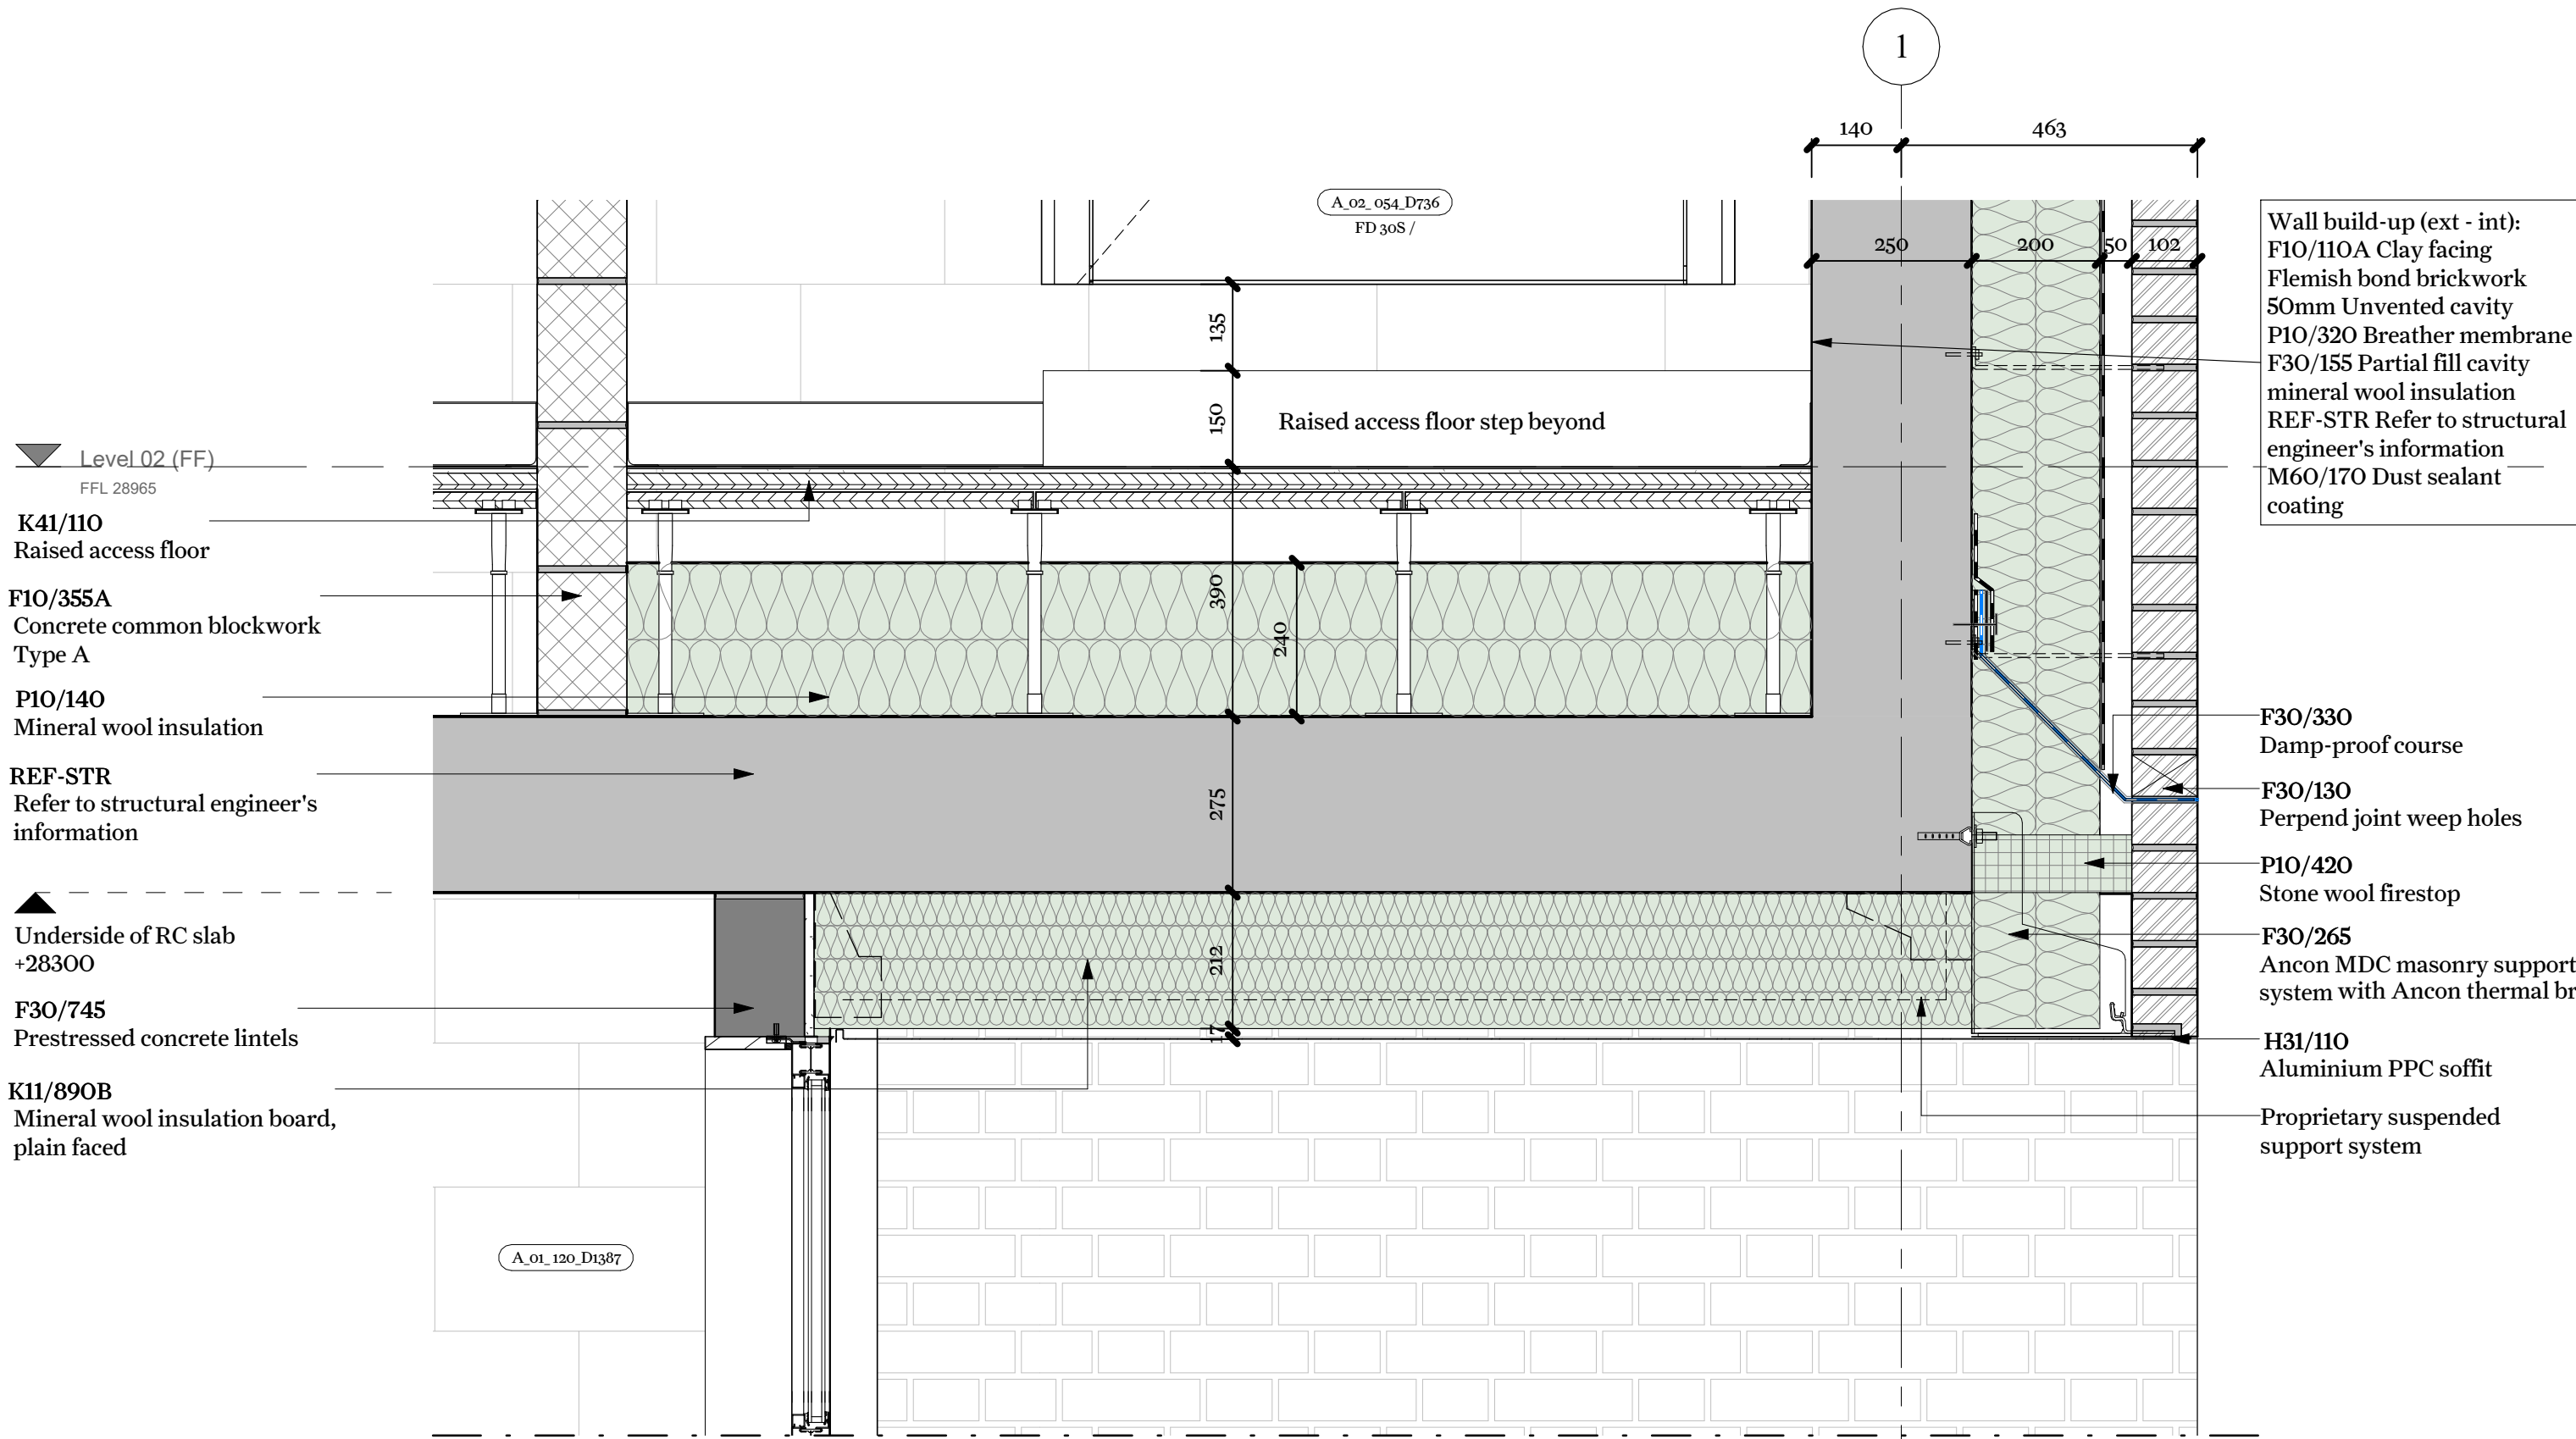 1
140
463
A_02_ 054_D736
FD 30S /
250
200
50
102
135
150
390
240
275
212
17
Raised access floor step beyond
Level 02 (FF)
FFL 28965
K41/110
Raised access floor
F10/355A
Concrete common blockwork
Type A
P10/140
Mineral wool insulation
REF-STR
Refer to structural engineer's
information
Underside of RC slab
+28300
F30/745
Prestressed concrete lintels
K11/890B
Mineral wool insulation board,
plain faced
A_01_ 120_D1387
Wall build-up (ext - int):
F10/110A Clay facing
Flemish bond brickwork
50mm Unvented cavity
P10/320 Breather membrane
F30/155 Partial fill cavity
mineral wool insulation
REF-STR Refer to structural
engineer's information
M60/170 Dust sealant
coating
F30/330
Damp-proof course
F30/130
Perpend joint weep holes
P10/420
Stone wool firestop
F30/265
Ancon MDC masonry support
system with Ancon thermal br
H31/110
Aluminium PPC soffit
Proprietary suspended
support system